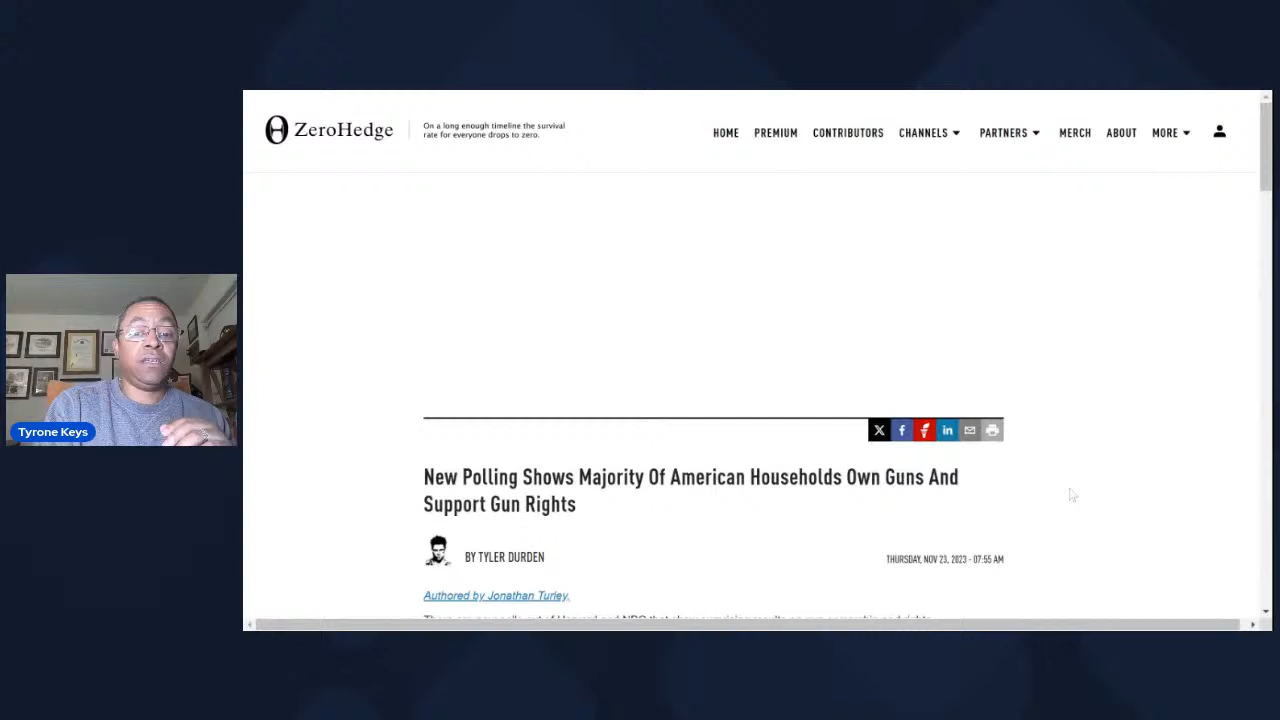 ZeroHedge
On a long enough timeline the survival
rate for everyone drops to zero.
HOME PREMIUM CONTRIBUTORS CHANNELS PARTNERS MERCH ABOUT MORE
New Polling Shows Majority Of American Households Own Guns And
Support Gun Rights
BY TYLER DURDEN
THURSDAY, NOV 23, 2023 - 07:55 AM
Authored by Jonathan Turley,
Tyrone Keys